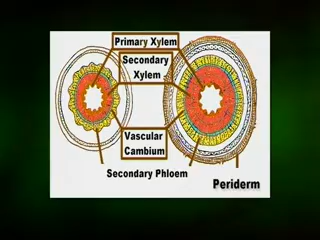 Primary Xylem
Secondary
Xylem
Vascular
Cambium
Secondary Phloem
Periderm